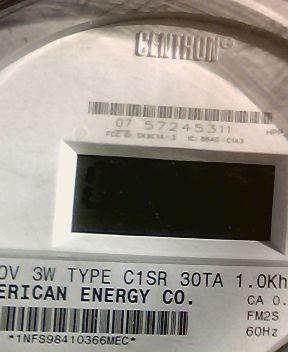 CENTRON®
07 57245311
0V 3W TYPE C1SR 30TA 1.0Kh
ERICAN ENERGY CO.
CA 0.
FM2S
60Hz
*1NFS98410366MEC*